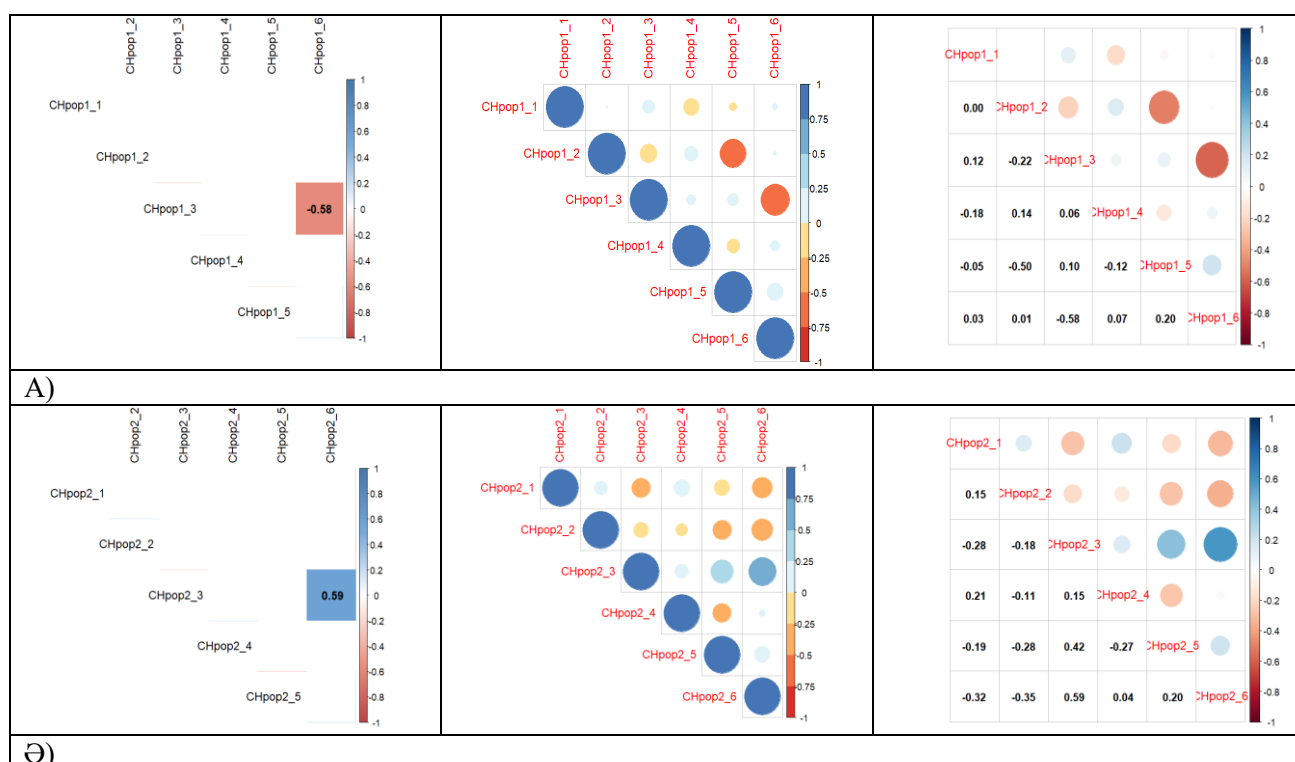 CHpop1_2 CHpop1_3 CHpop1_4 CHpop1_5 CHpop1_6
CHpop1_1
CHpop1_2
CHpop1_3 -0.58
CHpop1_4
CHpop1_5
1
0.8
0.6
0.4
0.2
0
-0.2
-0.4
-0.6
-0.8
-1
CHpop1_1 CHpop1_2 CHpop1_3 CHpop1_4 CHpop1_5 CHpop1_6
CHpop1_1
CHpop1_2
CHpop1_3
CHpop1_4
CHpop1_5
CHpop1_6
1
0.75
0.5
0.25
0
-0.25
-0.5
-0.75
-1
CHpop1_1
0.00 CHpop1_2
0.12 -0.22 CHpop1_3
-0.18 0.14 0.06 CHpop1_4
-0.05 -0.50 0.10 -0.12 CHpop1_5
0.03 0.01 -0.58 0.07 0.20 CHpop1_6
1
0.8
0.6
0.4
0.2
0
-0.2
-0.4
-0.6
-0.8
-1
A)
CHpop2_2 CHpop2_3 CHpop2_4 CHpop2_5 CHpop2_6
CHpop2_1
CHpop2_2
CHpop2_3 0.59
CHpop2_4
CHpop2_5
1
0.8
0.6
0.4
0.2
0
-0.2
-0.4
-0.6
-0.8
-1
CHpop2_1 CHpop2_2 CHpop2_3 CHpop2_4 CHpop2_5 CHpop2_6
CHpop2_1
CHpop2_2
CHpop2_3
CHpop2_4
CHpop2_5
CHpop2_6
1
0.75
0.5
0.25
0
-0.25
-0.5
-0.75
-1
CHpop2_1
0.15 CHpop2_2
-0.28 -0.18 CHpop2_3
0.21 -0.11 0.15 CHpop2_4
-0.19 -0.28 0.42 -0.27 CHpop2_5
-0.32 -0.35 0.59 0.04 0.20 CHpop2_6
1
0.8
0.6
0.4
0.2
0
-0.2
-0.4
-0.6
-0.8
-1
Ə)